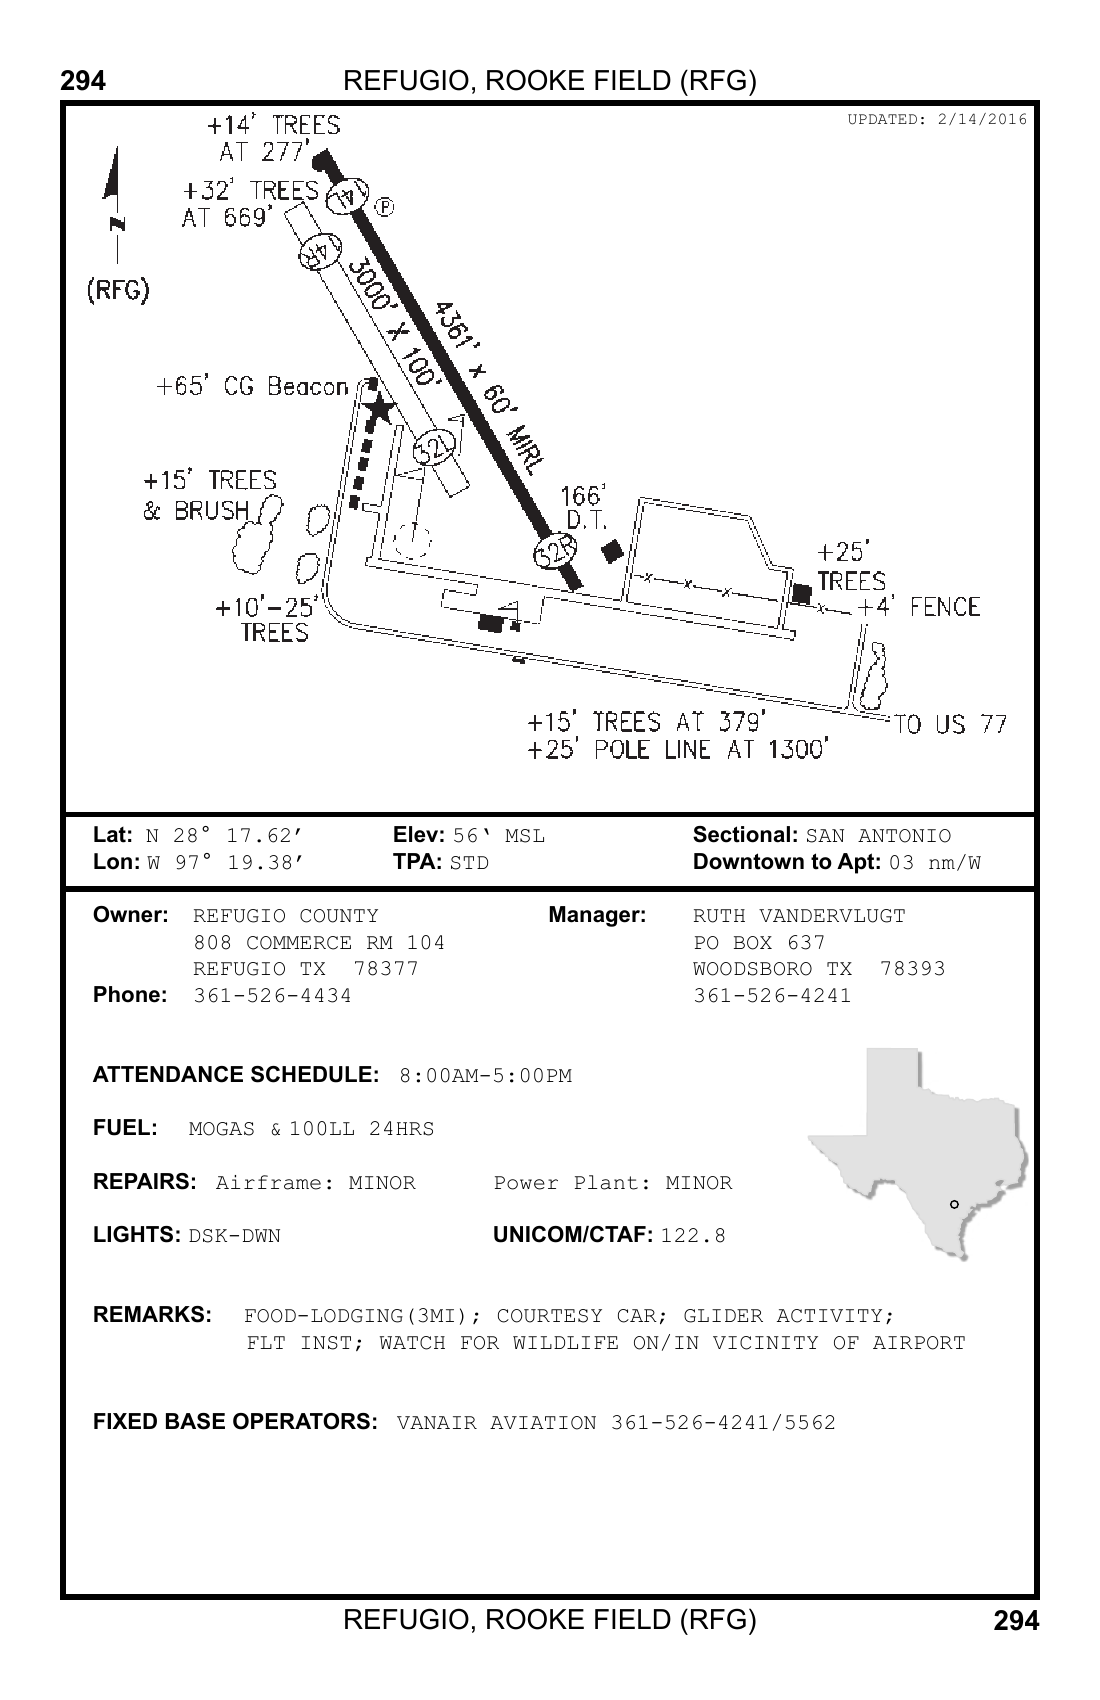 294 REFUGIO, ROOKE FIELD (RFG)
UPDATED: 2/14/2016
+14' TREES
AT 277'
+32' TREES
AT 669'
P
N
(RFG)
14L
14R
3000' X 100'
4361' x 60' MIRL
+65' CG Beacon
32L
+15' TREES
& BRUSH
166'
D.T.
32R
+25'
TREES
+4' FENCE
+10'-25'
TREES
+15' TREES AT 379'
+25' POLE LINE AT 1300'
TO US 77
Lat: N 28° 17.62′ Elev: 56‘ MSL Sectional: SAN ANTONIO
Lon: W 97° 19.38′ TPA: STD Downtown to Apt: 03 nm/W
Owner: REFUGIO COUNTY Manager: RUTH VANDERVLUGT
808 COMMERCE RM 104 PO BOX 637
REFUGIO TX 78377 WOODSBORO TX 78393
Phone: 361-526-4434 361-526-4241
ATTENDANCE SCHEDULE: 8:00AM-5:00PM
FUEL: MOGAS & 100LL 24HRS
REPAIRS: Airframe: MINOR Power Plant: MINOR
LIGHTS: DSK-DWN UNICOM/CTAF: 122.8
REMARKS: FOOD-LODGING(3MI); COURTESY CAR; GLIDER ACTIVITY;
FLT INST; WATCH FOR WILDLIFE ON/IN VICINITY OF AIRPORT
FIXED BASE OPERATORS: VANAIR AVIATION 361-526-4241/5562
REFUGIO, ROOKE FIELD (RFG) 294